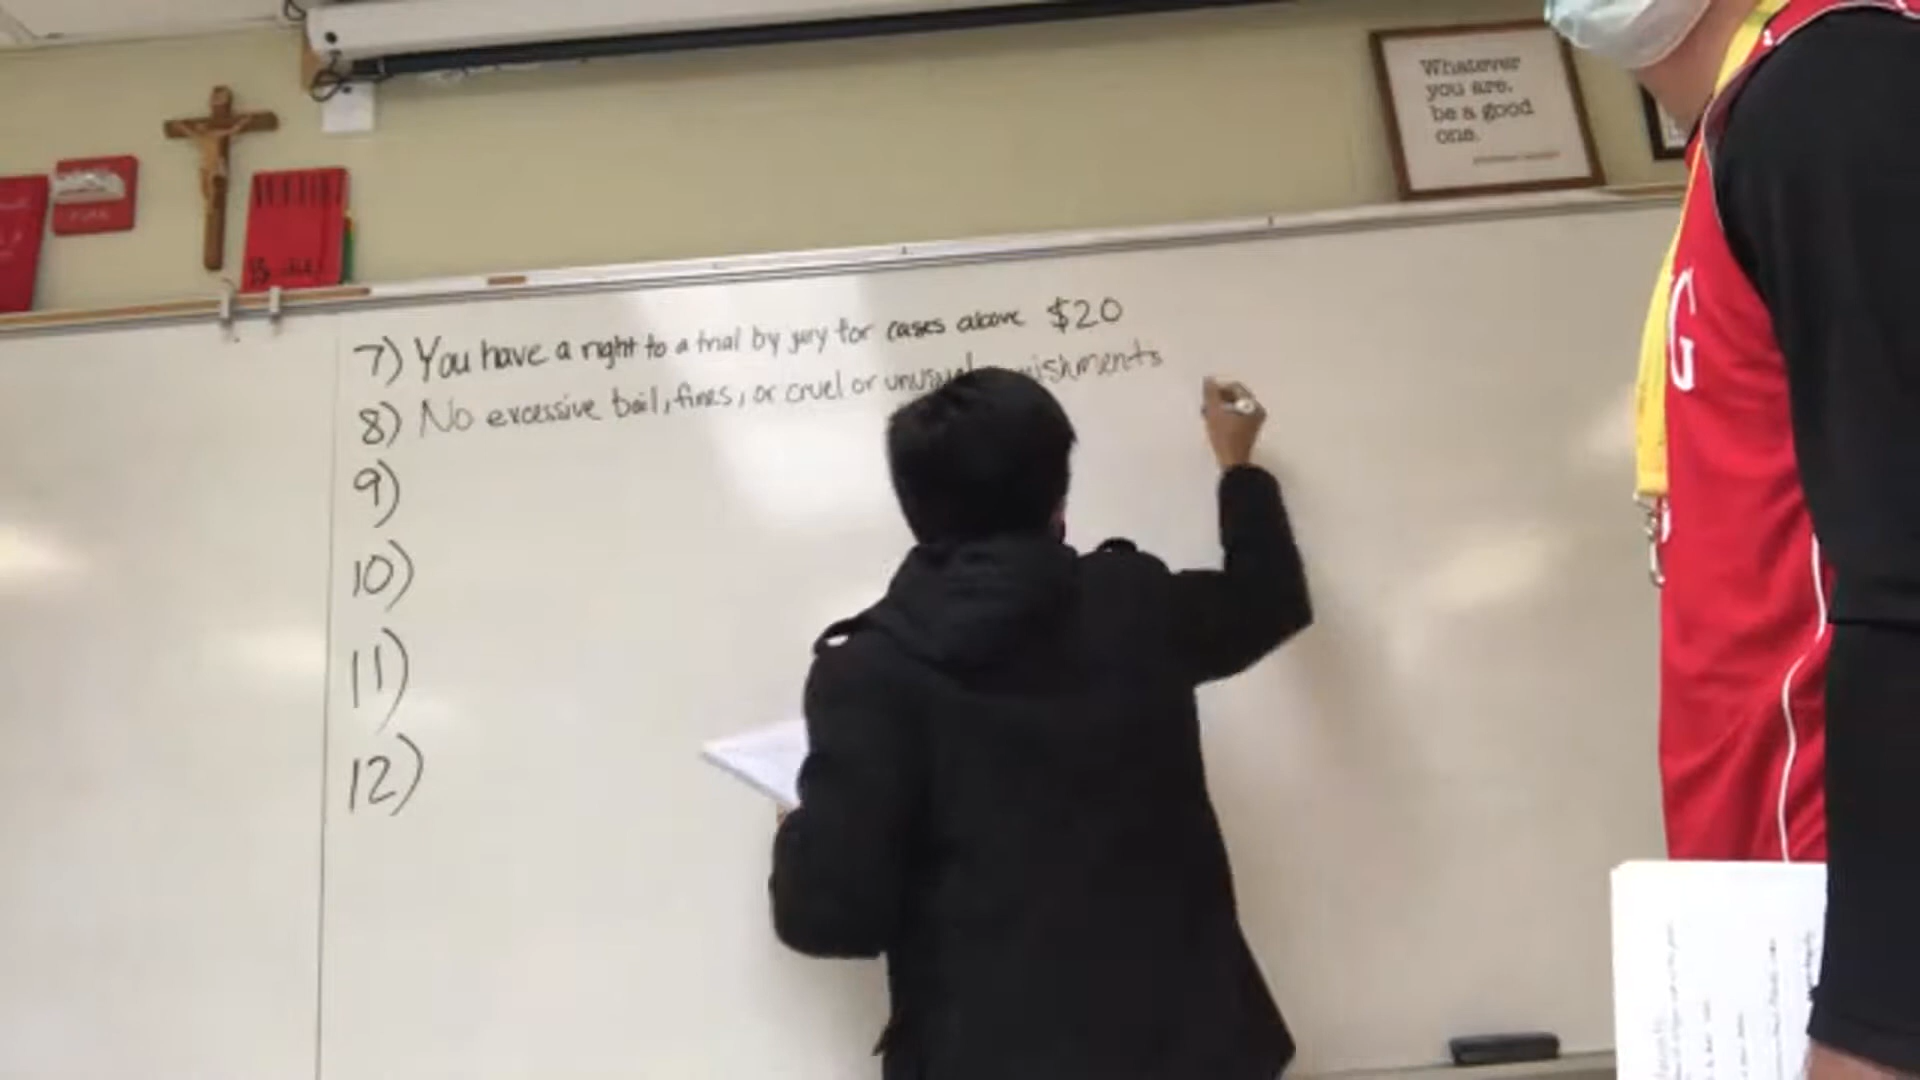 Whatever
you are,
be a good
one.
7) You have a right to a trial by jury for cases above $20
8) No excessive bail, fines, or cruel or unusual punishments
9)
10)
11)
12)
G